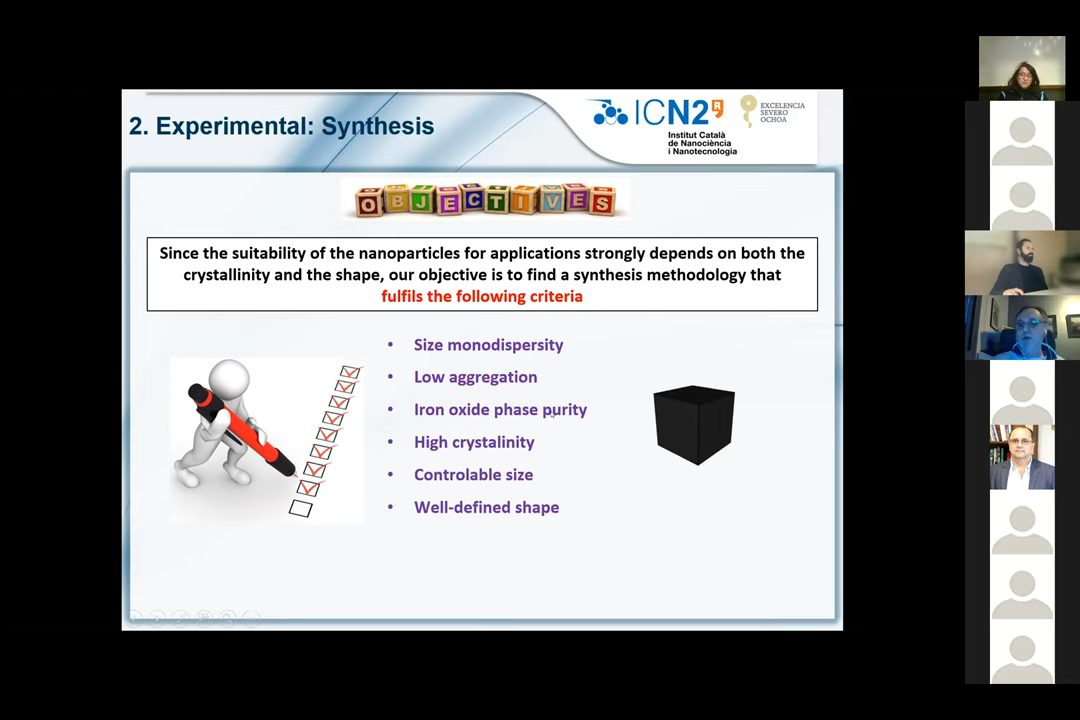 2. Experimental: Synthesis
ICN2R
Institut Català
de Nanociència
i Nanotecnologia
EXCELENCIA
SEVERO
OCHOA
OBJECTIVES
Since the suitability of the nanoparticles for applications strongly depends on both the
crystallinity and the shape, our objective is to find a synthesis methodology that
fulfils the following criteria
• Size monodispersity
• Low aggregation
• Iron oxide phase purity
• High crystalinity
• Controlable size
• Well-defined shape